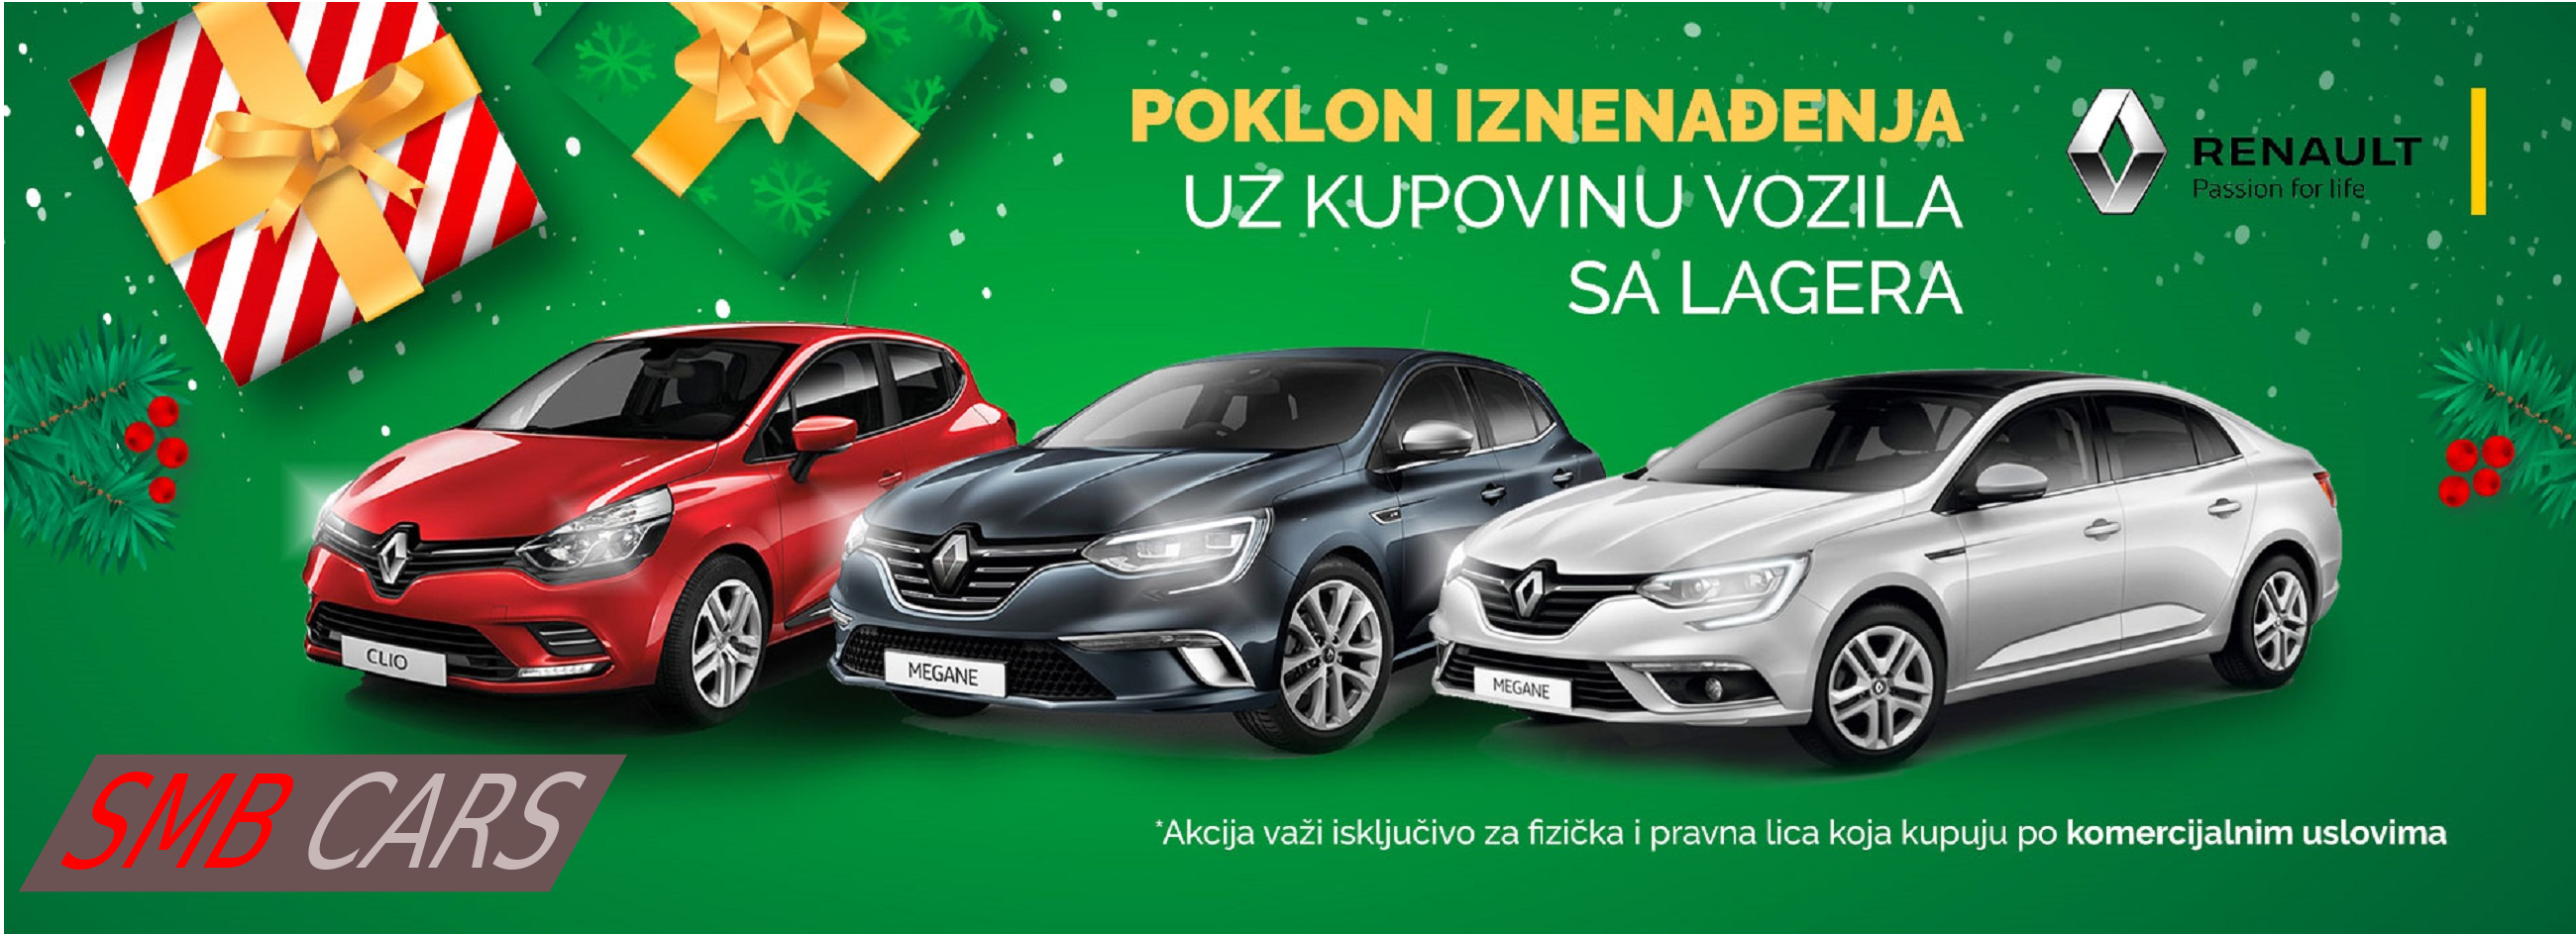 POKLON IZNENAĐENJA
UZ KUPOVINU VOZILA
SA LAGERA
RENAULT
Passion for life
CLIO
MEGANE
MEGANE
SMB CARS
*Akcija važi isključivo za fizička i pravna lica koja kupuju po komercijalnim uslovima